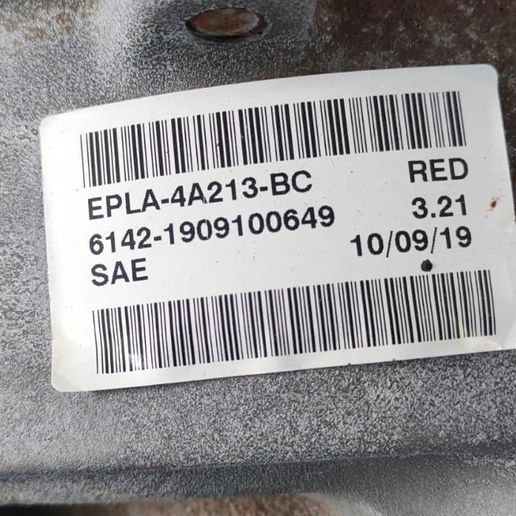 EPLA-4A213-BC RED
6142-1909100649 3.21
SAE 10/09/19